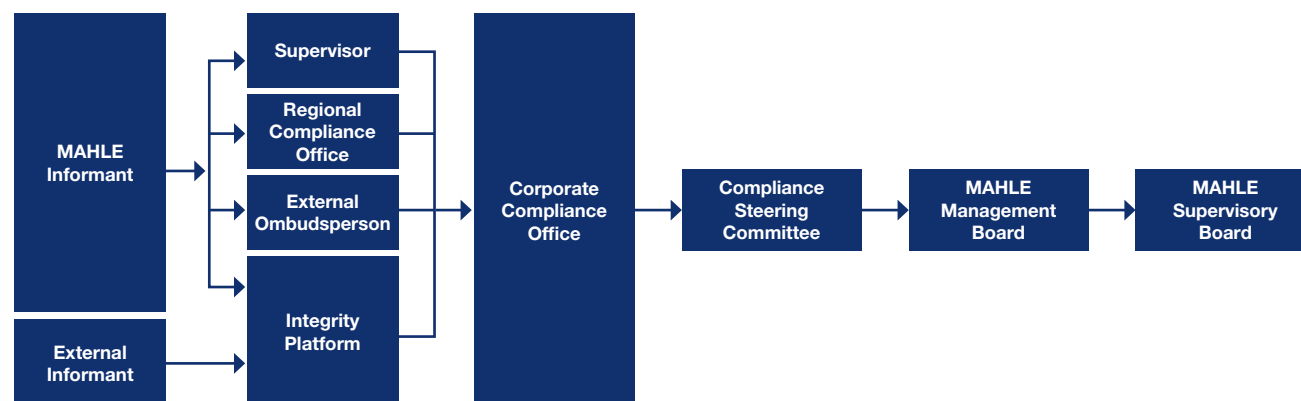 MAHLE
Informant
External
Informant
Supervisor
Regional
Compliance
Office
External
Ombudsperson
Integrity
Platform
Corporate
Compliance
Office
Compliance
Steering
Committee
MAHLE
Management
Board
MAHLE
Supervisory
Board